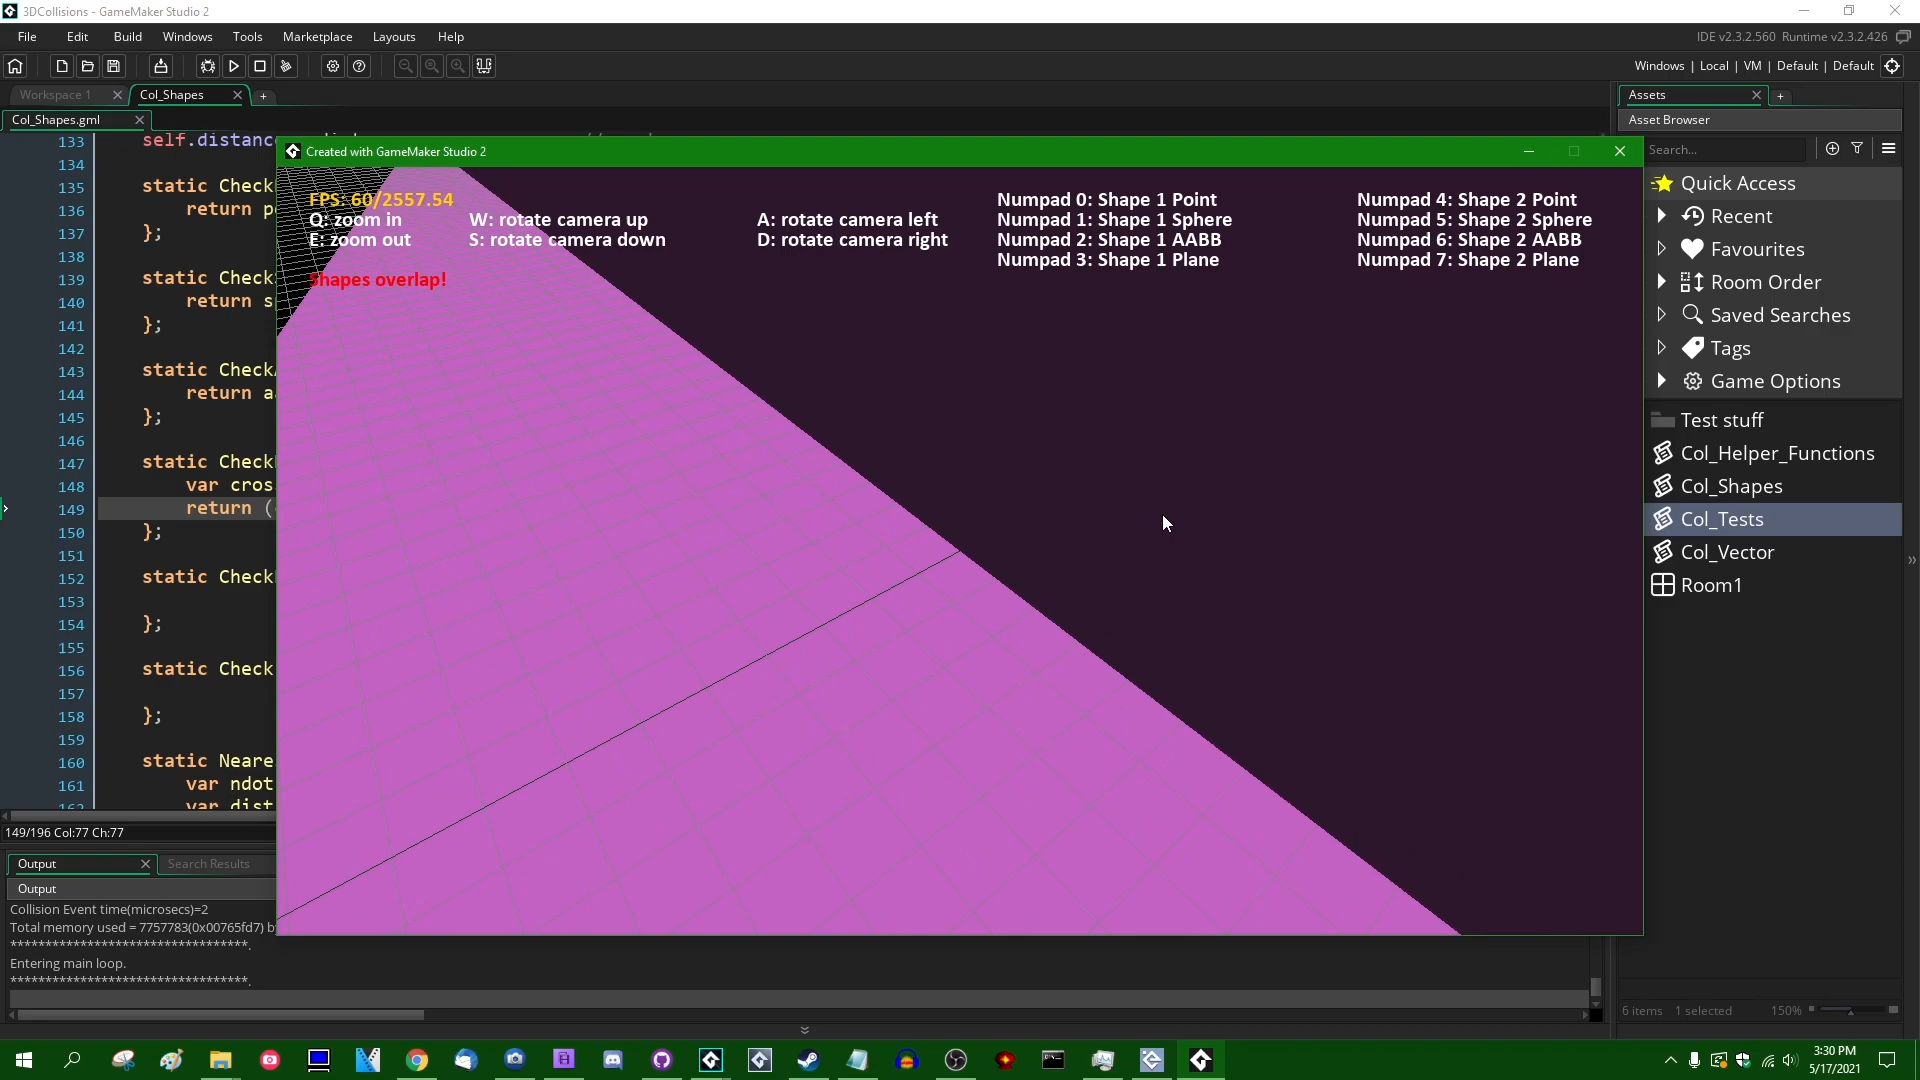 3DCollisions - GameMaker Studio 2
File Edit Build Windows Tools Marketplace Layouts Help
IDE v2.3.2.560 Runtime v2.3.2.426
Windows | Local | VM | Default | Default
Workspace 1
Col_Shapes
Col_Shapes.gml
133 self.distanc
134
135 static Check
136 return p
137 };
138
139 static Check
140 return s
141 };
142
143 static Check
144 return a
145 };
146
147 static Check
148 var cros
149 return (
150 };
151
152 static Check
153
154 };
155
156 static Check
157
158 };
159
160 static Neare
161 var ndot
162 var dist
149/196 Col:77 Ch:77
Created with GameMaker Studio 2
FPS: 60/2557.54
Q: zoom in W: rotate camera up A: rotate camera left
E: zoom out S: rotate camera down D: rotate camera right
Shapes overlap!
Numpad 0: Shape 1 Point
Numpad 1: Shape 1 Sphere
Numpad 2: Shape 1 AABB
Numpad 3: Shape 1 Plane
Numpad 4: Shape 2 Point
Numpad 5: Shape 2 Sphere
Numpad 6: Shape 2 AABB
Numpad 7: Shape 2 Plane
Assets
Asset Browser
Search...
Quick Access
Recent
Favourites
Room Order
Saved Searches
Tags
Game Options
Test stuff
Col_Helper_Functions
Col_Shapes
Col_Tests
Col_Vector
Room1
6 items 1 selected 150%
Output Search Results
Output
Collision Event time(microsecs)=2
Total memory used = 7757783(0x00765fd7) b
**********************************.
Entering main loop.
**********************************.
3:30 PM
5/17/2021